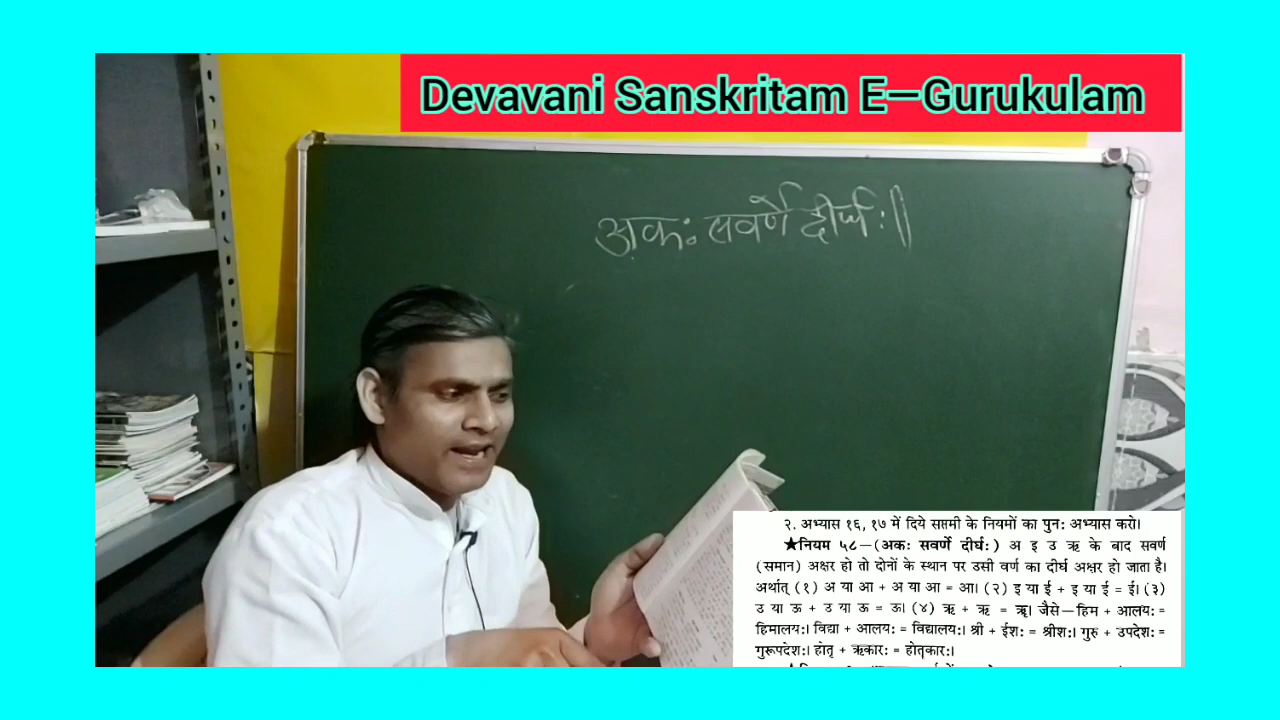 Devavani Sanskritam E—Gurukulam
अकः सवर्णे दीर्घः॥
२. अभ्यास १६, १७ में दिये सप्तमी के नियमों का पुनः अभ्यास करो।
★नियम ५८—(अकः सवर्णे दीर्घः) अ इ उ ऋ के बाद सवर्ण
(समान) अक्षर हो तो दोनों के स्थान पर उसी वर्ण का दीर्घ अक्षर हो जाता है।
अर्थात् (१) अ या आ + अ या आ = आ। (२) इ या ई + इ या ई = ई। (३)
उ या ऊ + उ या ऊ = ऊ। (४) ऋ + ऋ = ॠ। जैसे—हिम + आलयः =
हिमालयः। विद्या + आलयः = विद्यालयः। श्री + ईशः = श्रीशः। गुरु + उपदेशः =
गुरूपदेशः। होतृ + ऋकारः = होतॄकारः।